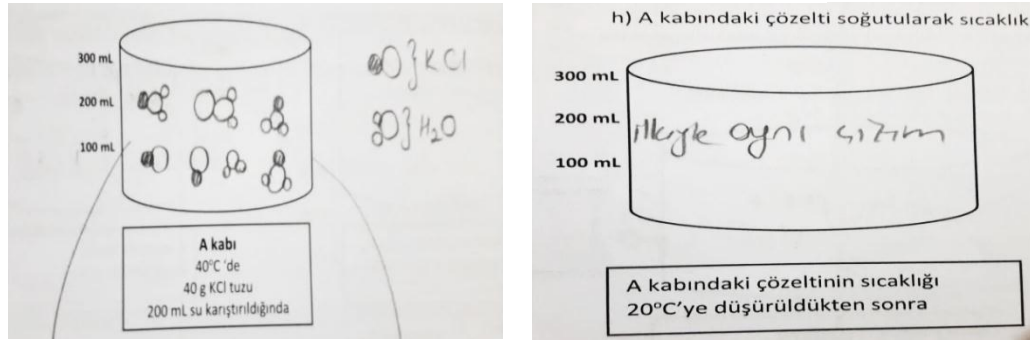 300 mL
200 mL
100 mL
}KCl
}H₂O
A kabı
40°C 'de
40 g KCl tuzu
200 mL su karıştırıldığında
h) A kabındaki çözelti soğutularak sıcaklık
300 mL
200 mL
100 mL
ilkiyle aynı çizim
A kabındaki çözeltinin sıcaklığı
20°C'ye düşürüldükten sonra